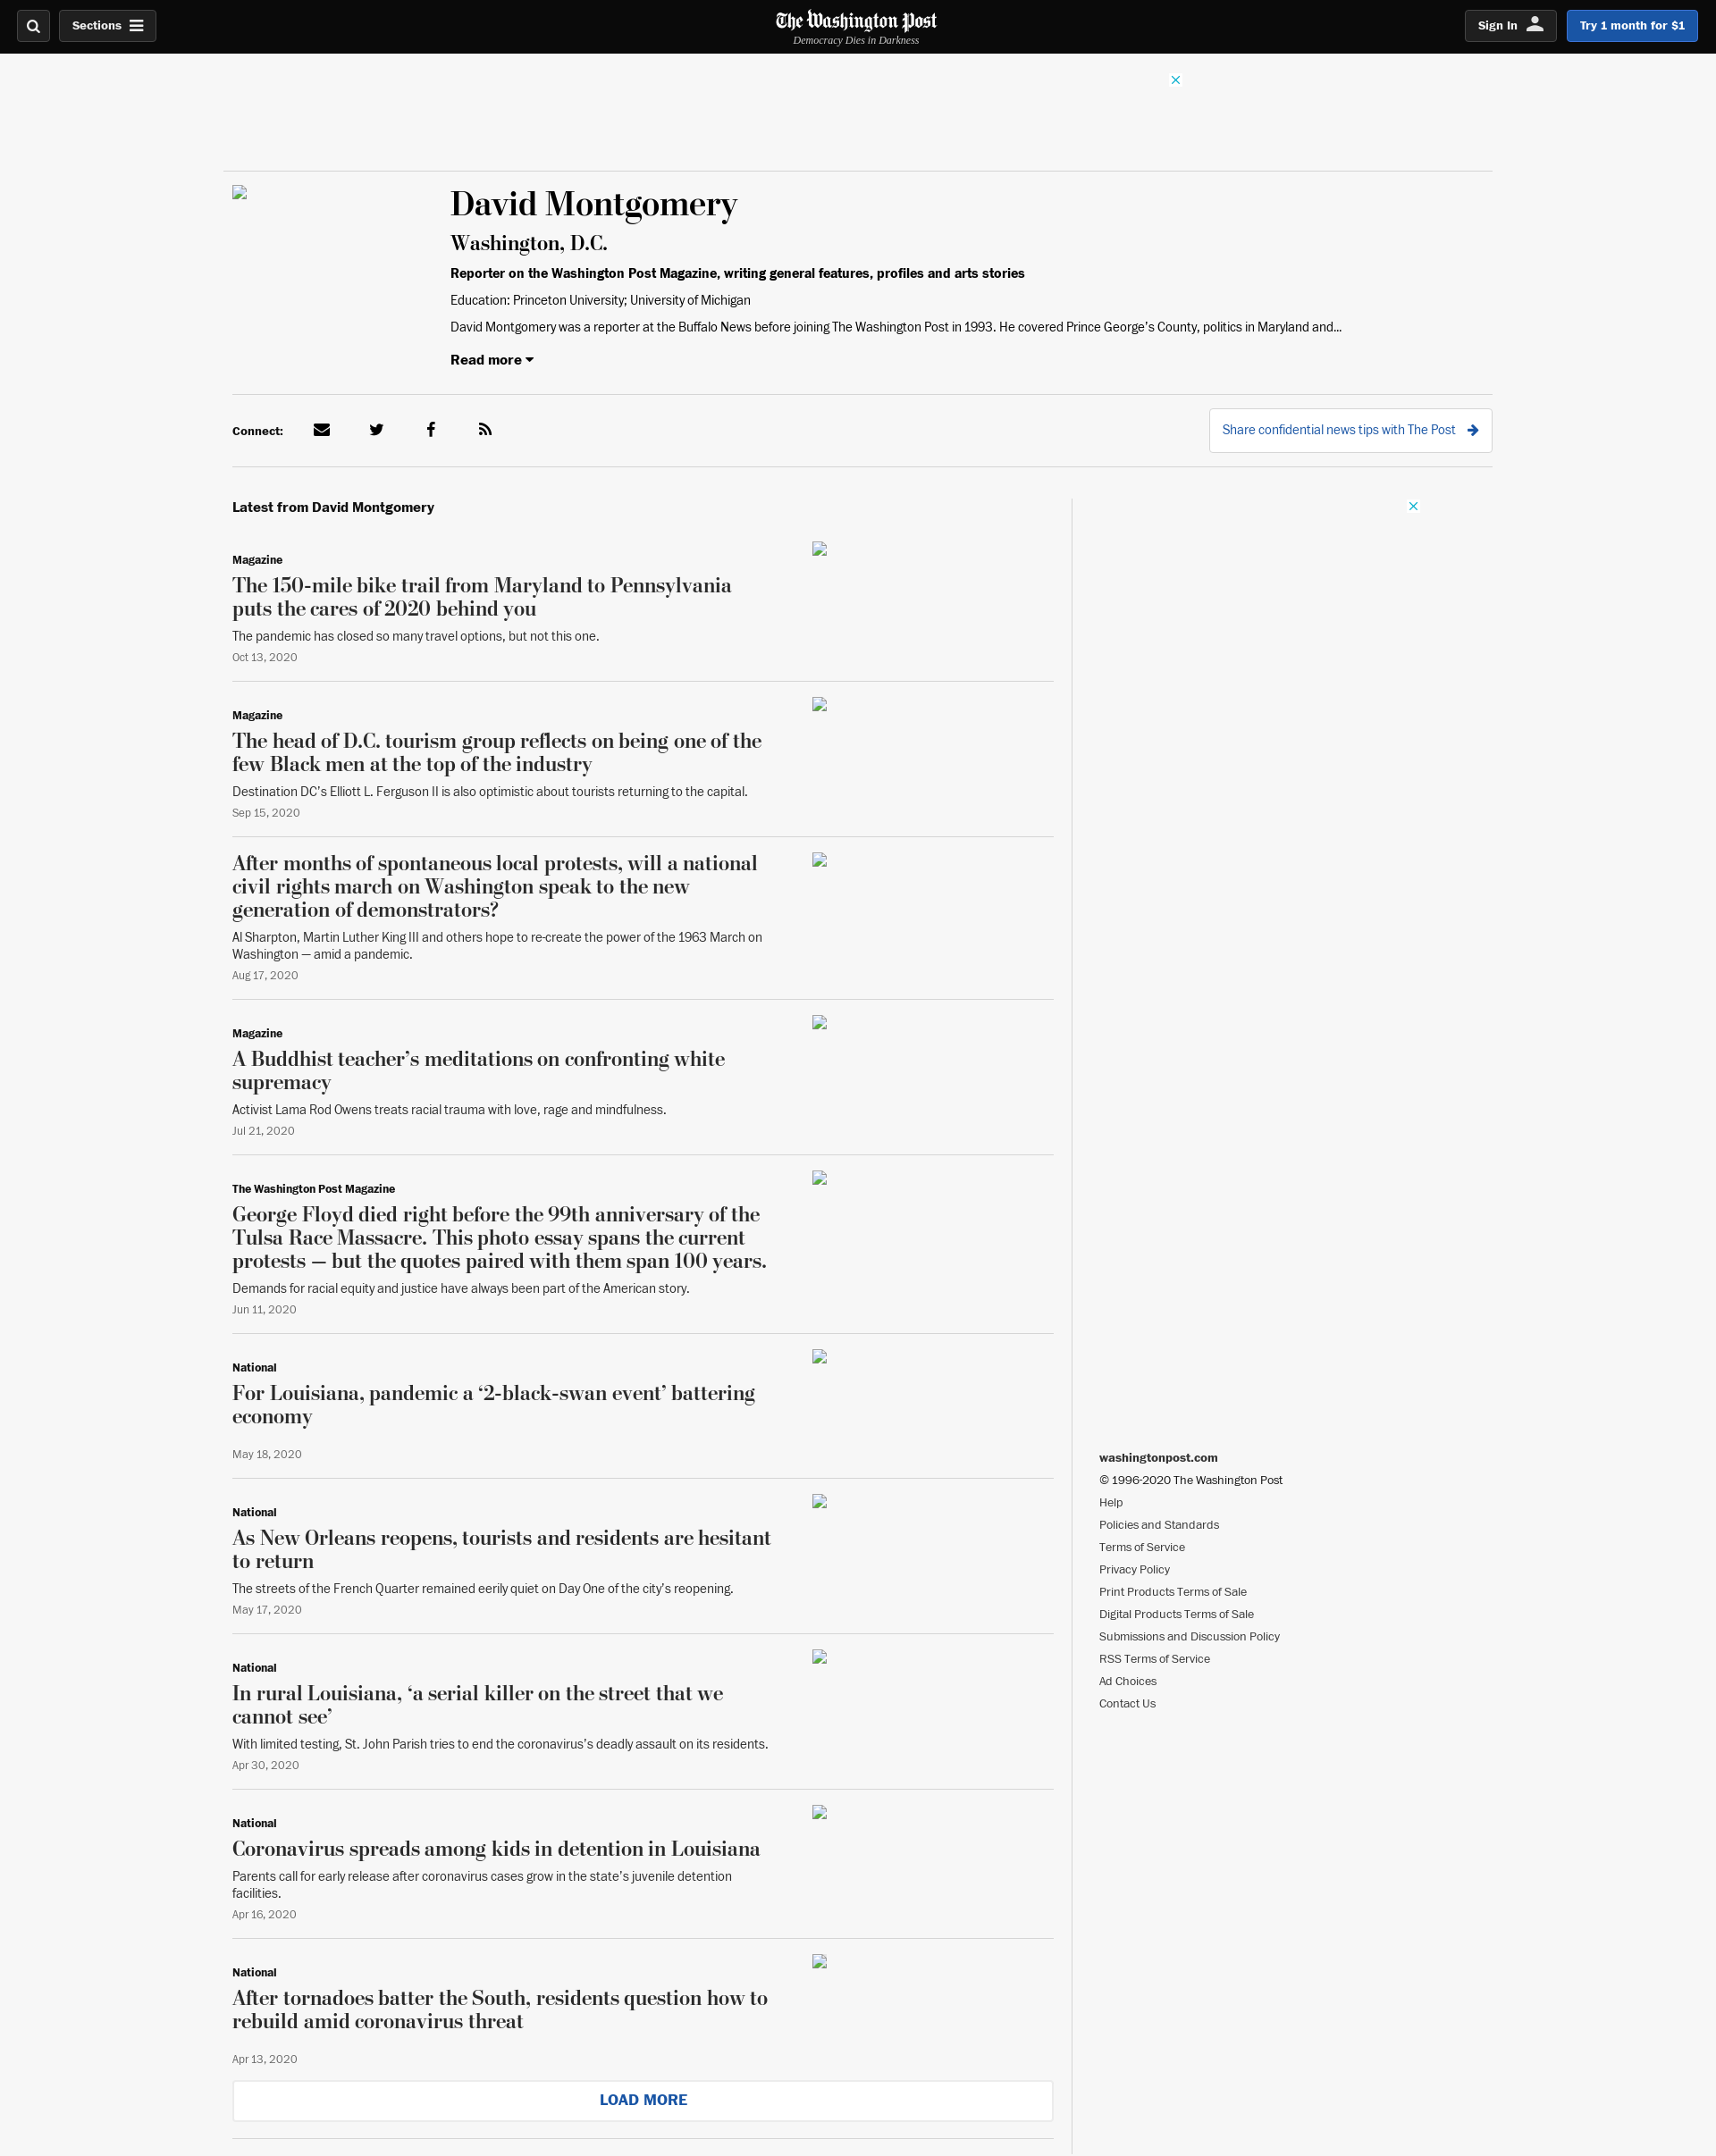 Sections
The Washington Post
Democracy Dies in Darkness
Sign In
Try 1 month for $1
David Montgomery
Washington, D.C.
Reporter on the Washington Post Magazine, writing general features, profiles and arts stories
Education: Princeton University; University of Michigan
David Montgomery was a reporter at the Buffalo News before joining The Washington Post in 1993. He covered Prince George’s County, politics in Maryland and...
Read more
Connect:
Share confidential news tips with The Post
Latest from David Montgomery
Magazine
The 150-mile bike trail from Maryland to Pennsylvania
puts the cares of 2020 behind you
The pandemic has closed so many travel options, but not this one.
Oct 13, 2020
Magazine
The head of D.C. tourism group reflects on being one of the
few Black men at the top of the industry
Destination DC’s Elliott L. Ferguson II is also optimistic about tourists returning to the capital.
Sep 15, 2020
After months of spontaneous local protests, will a national
civil rights march on Washington speak to the new
generation of demonstrators?
Al Sharpton, Martin Luther King III and others hope to re-create the power of the 1963 March on
Washington — amid a pandemic.
Aug 17, 2020
Magazine
A Buddhist teacher’s meditations on confronting white
supremacy
Activist Lama Rod Owens treats racial trauma with love, rage and mindfulness.
Jul 21, 2020
The Washington Post Magazine
George Floyd died right before the 99th anniversary of the
Tulsa Race Massacre. This photo essay spans the current
protests — but the quotes paired with them span 100 years.
Demands for racial equity and justice have always been part of the American story.
Jun 11, 2020
National
For Louisiana, pandemic a ‘2-black-swan event’ battering
economy
May 18, 2020
National
As New Orleans reopens, tourists and residents are hesitant
to return
The streets of the French Quarter remained eerily quiet on Day One of the city’s reopening.
May 17, 2020
National
In rural Louisiana, ‘a serial killer on the street that we
cannot see’
With limited testing, St. John Parish tries to end the coronavirus’s deadly assault on its residents.
Apr 30, 2020
National
Coronavirus spreads among kids in detention in Louisiana
Parents call for early release after coronavirus cases grow in the state’s juvenile detention
facilities.
Apr 16, 2020
National
After tornadoes batter the South, residents question how to
rebuild amid coronavirus threat
Apr 13, 2020
LOAD MORE
washingtonpost.com
© 1996-2020 The Washington Post
Help
Policies and Standards
Terms of Service
Privacy Policy
Print Products Terms of Sale
Digital Products Terms of Sale
Submissions and Discussion Policy
RSS Terms of Service
Ad Choices
Contact Us